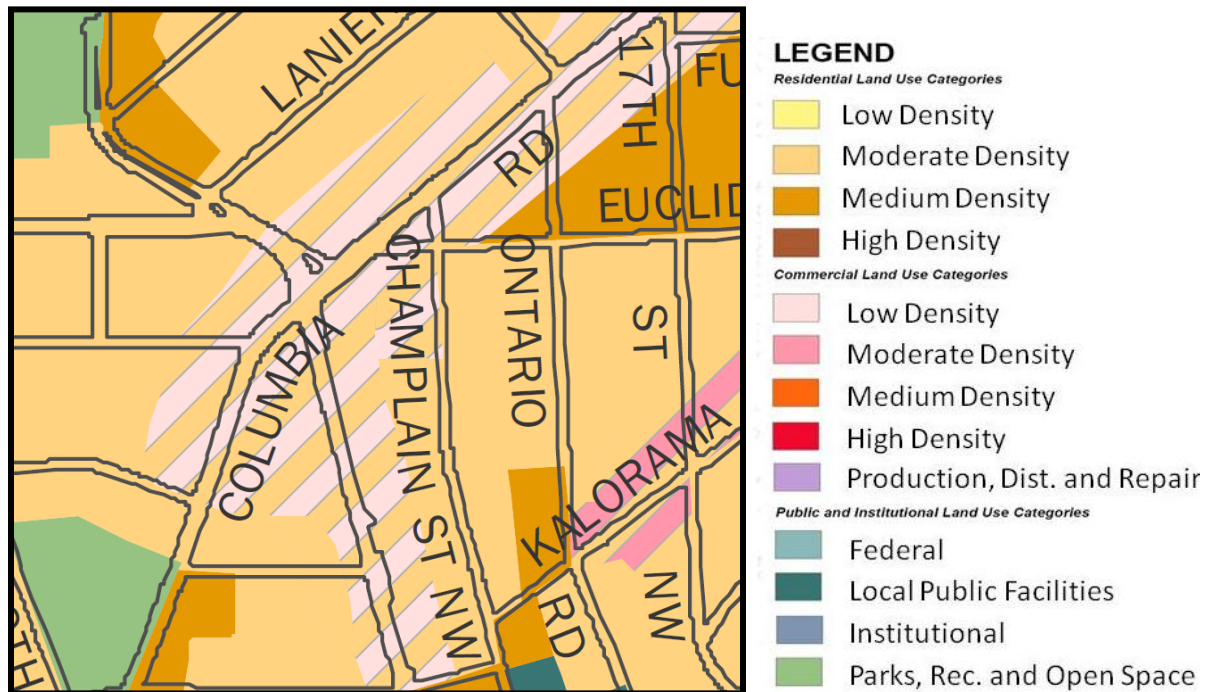 LANIER
17TH
FU
RD
EUCLID
CHAMPLAIN ST NW
ONTARIO
ST
COLUMBIA
KALORAMA
RD
NW
TH
LEGEND
Residential Land Use Categories
Low Density
Moderate Density
Medium Density
High Density
Commercial Land Use Categories
Low Density
Moderate Density
Medium Density
High Density
Production, Dist. and Repair
Public and Institutional Land Use Categories
Federal
Local Public Facilities
Institutional
Parks, Rec. and Open Space